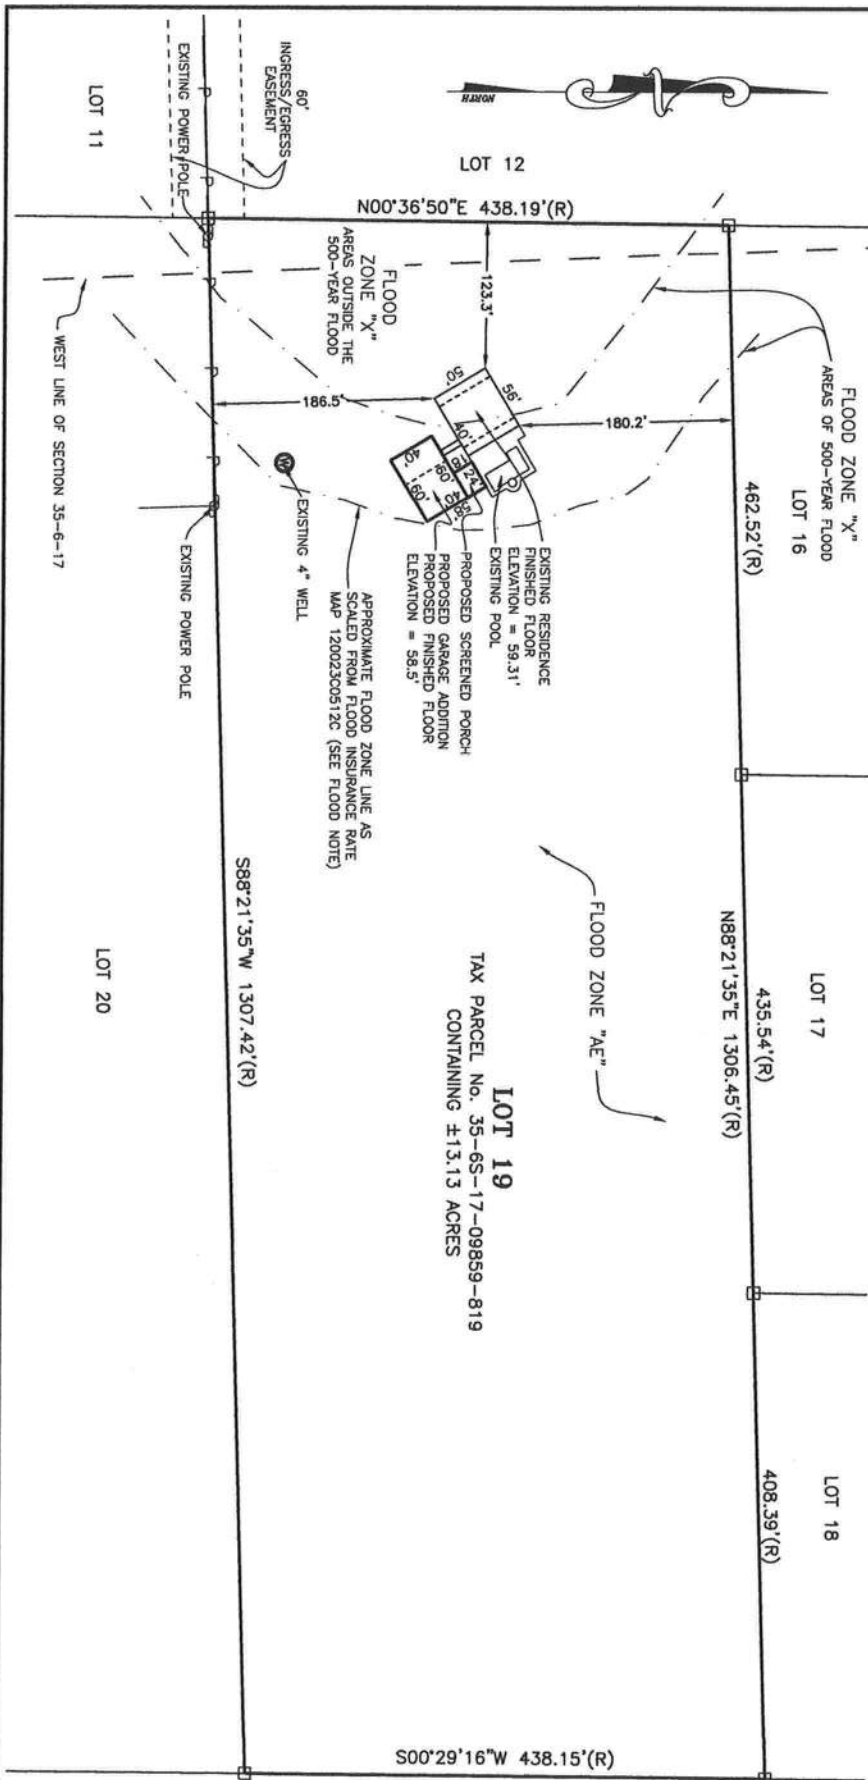 NORTH
LOT 12
N00°36'50"E 438.19'(R)
60'
INGRESS/EGRESS
EASEMENT
EXISTING POWER POLE
LOT 11
P
P
P
P
P
FLOOD ZONE "X"
AREAS OF 500-YEAR FLOOD
LOT 16
462.52'(R)
FLOOD
ZONE "X"
AREAS OUTSIDE THE
500-YEAR FLOOD
123.3'
186.5'
180.2'
50'
56'
40'
18'
24'
60'
40'
60'
40
58'
WEST LINE OF SECTION 35-6-17
W
EXISTING 4" WELL
EXISTING POWER POLE
EXISTING RESIDENCE
FINISHED FLOOR
ELEVATION = 59.31'
EXISTING POOL
PROPOSED SCREENED PORCH
PROPOSED GARAGE ADDITION
PROPOSED FINISHED FLOOR
ELEVATION = 58.5'
APPROXIMATE FLOOD ZONE LINE AS
SCALED FROM FLOOD INSURANCE RATE
MAP 120023C0512C (SEE FLOOD NOTE)
FLOOD ZONE "AE"
LOT 17
435.54'(R)
N88°21'35"E 1306.45'(R)
LOT 19
TAX PARCEL No. 35-6S-17-09859-819
CONTAINING ±13.13 ACRES
S88°21'35"W 1307.42'(R)
LOT 20
LOT 18
408.39'(R)
S00°29'16"W 438.15'(R)